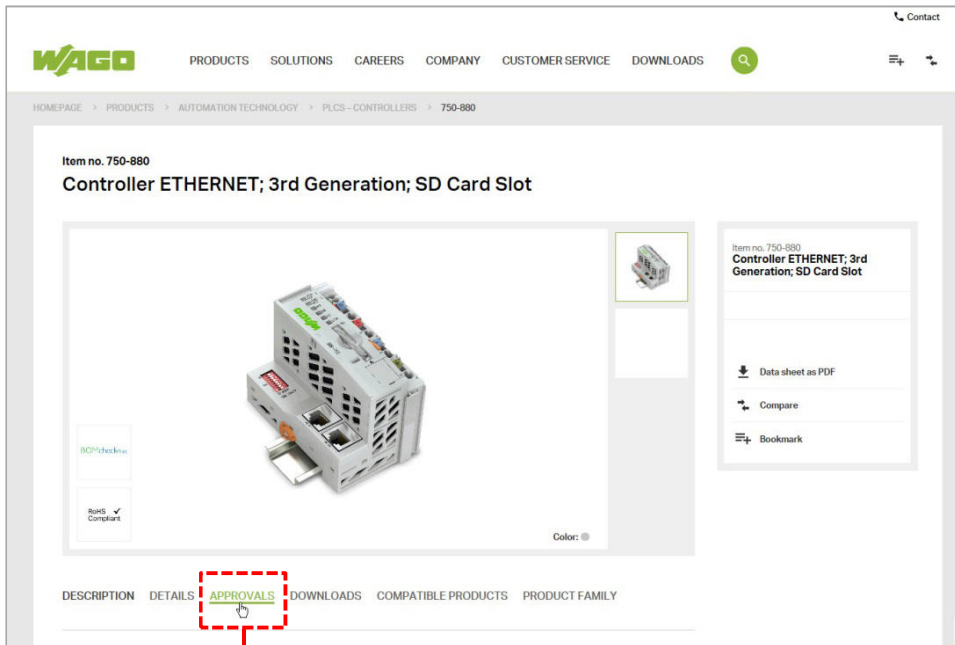 Contact
WAGO
PRODUCTS SOLUTIONS CAREERS COMPANY CUSTOMER SERVICE DOWNLOADS
HOMEPAGE > PRODUCTS > AUTOMATION TECHNOLOGY > PLCS – CONTROLLERS > 750-880
Item no. 750-880
Controller ETHERNET; 3rd Generation; SD Card Slot
Item no. 750-880
Controller ETHERNET; 3rd
Generation; SD Card Slot
WAGO
Data sheet as PDF
Compare
Bookmark
RoHS ✓
Compliant
Color:
DESCRIPTION DETAILS APPROVALS DOWNLOADS COMPATIBLE PRODUCTS PRODUCT FAMILY